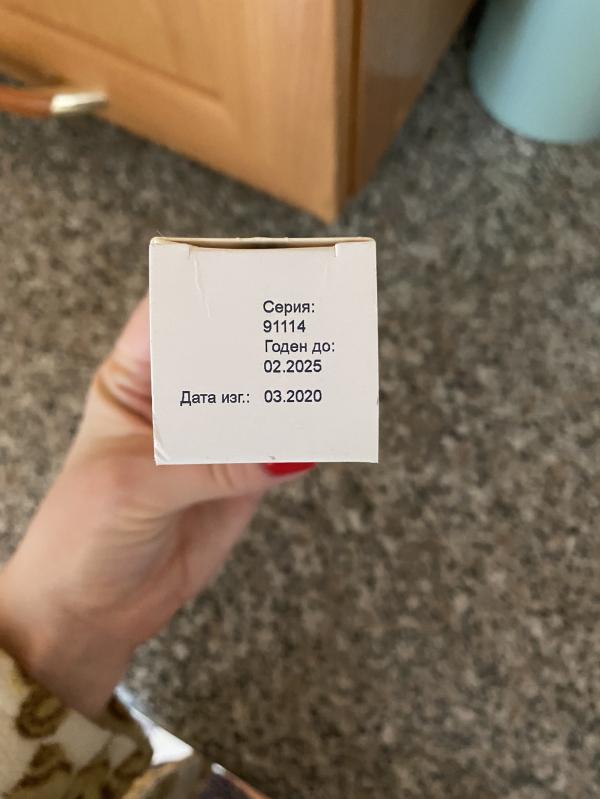 Серия:
91114
Годен до:
02.2025
Дата изг.: 03.2020